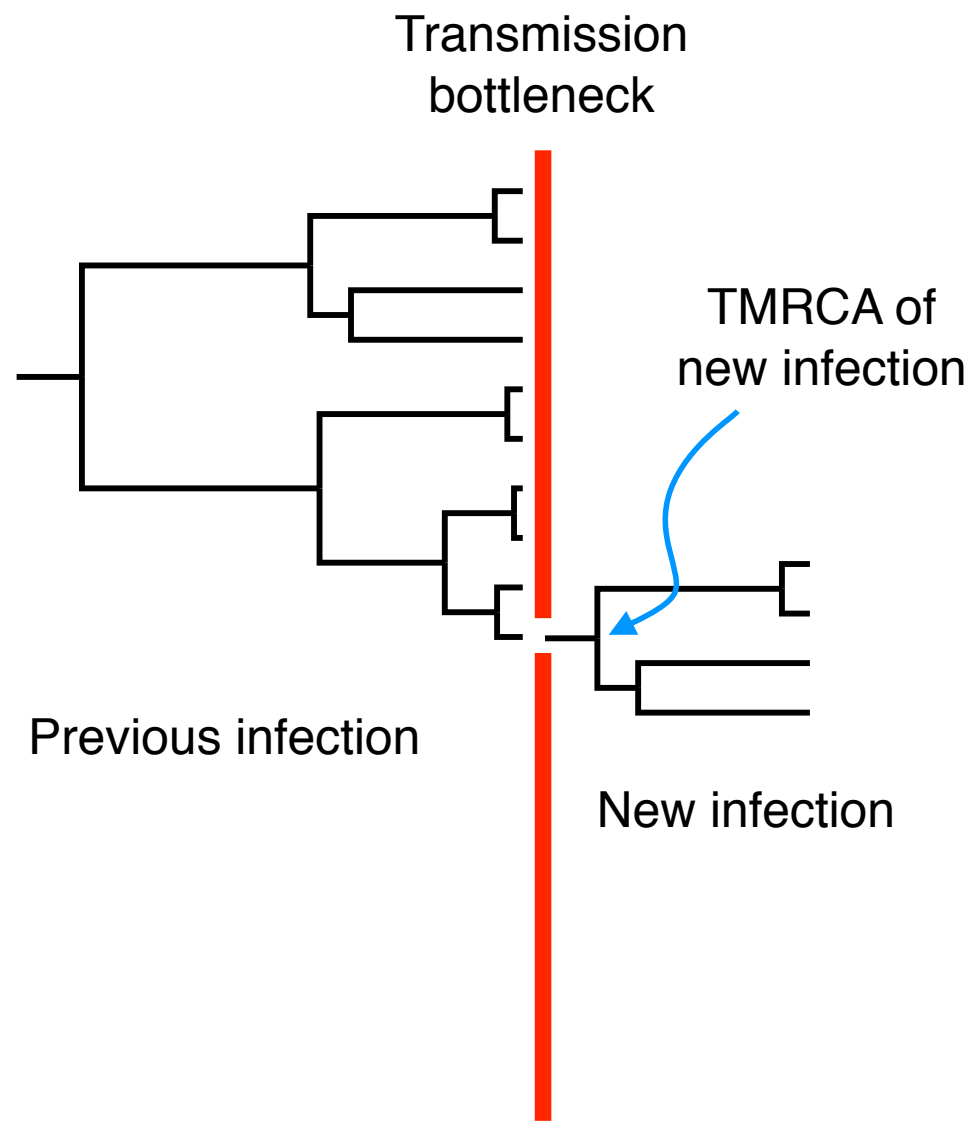 Transmission
bottleneck
TMRCA of
new infection
Previous infection
New infection